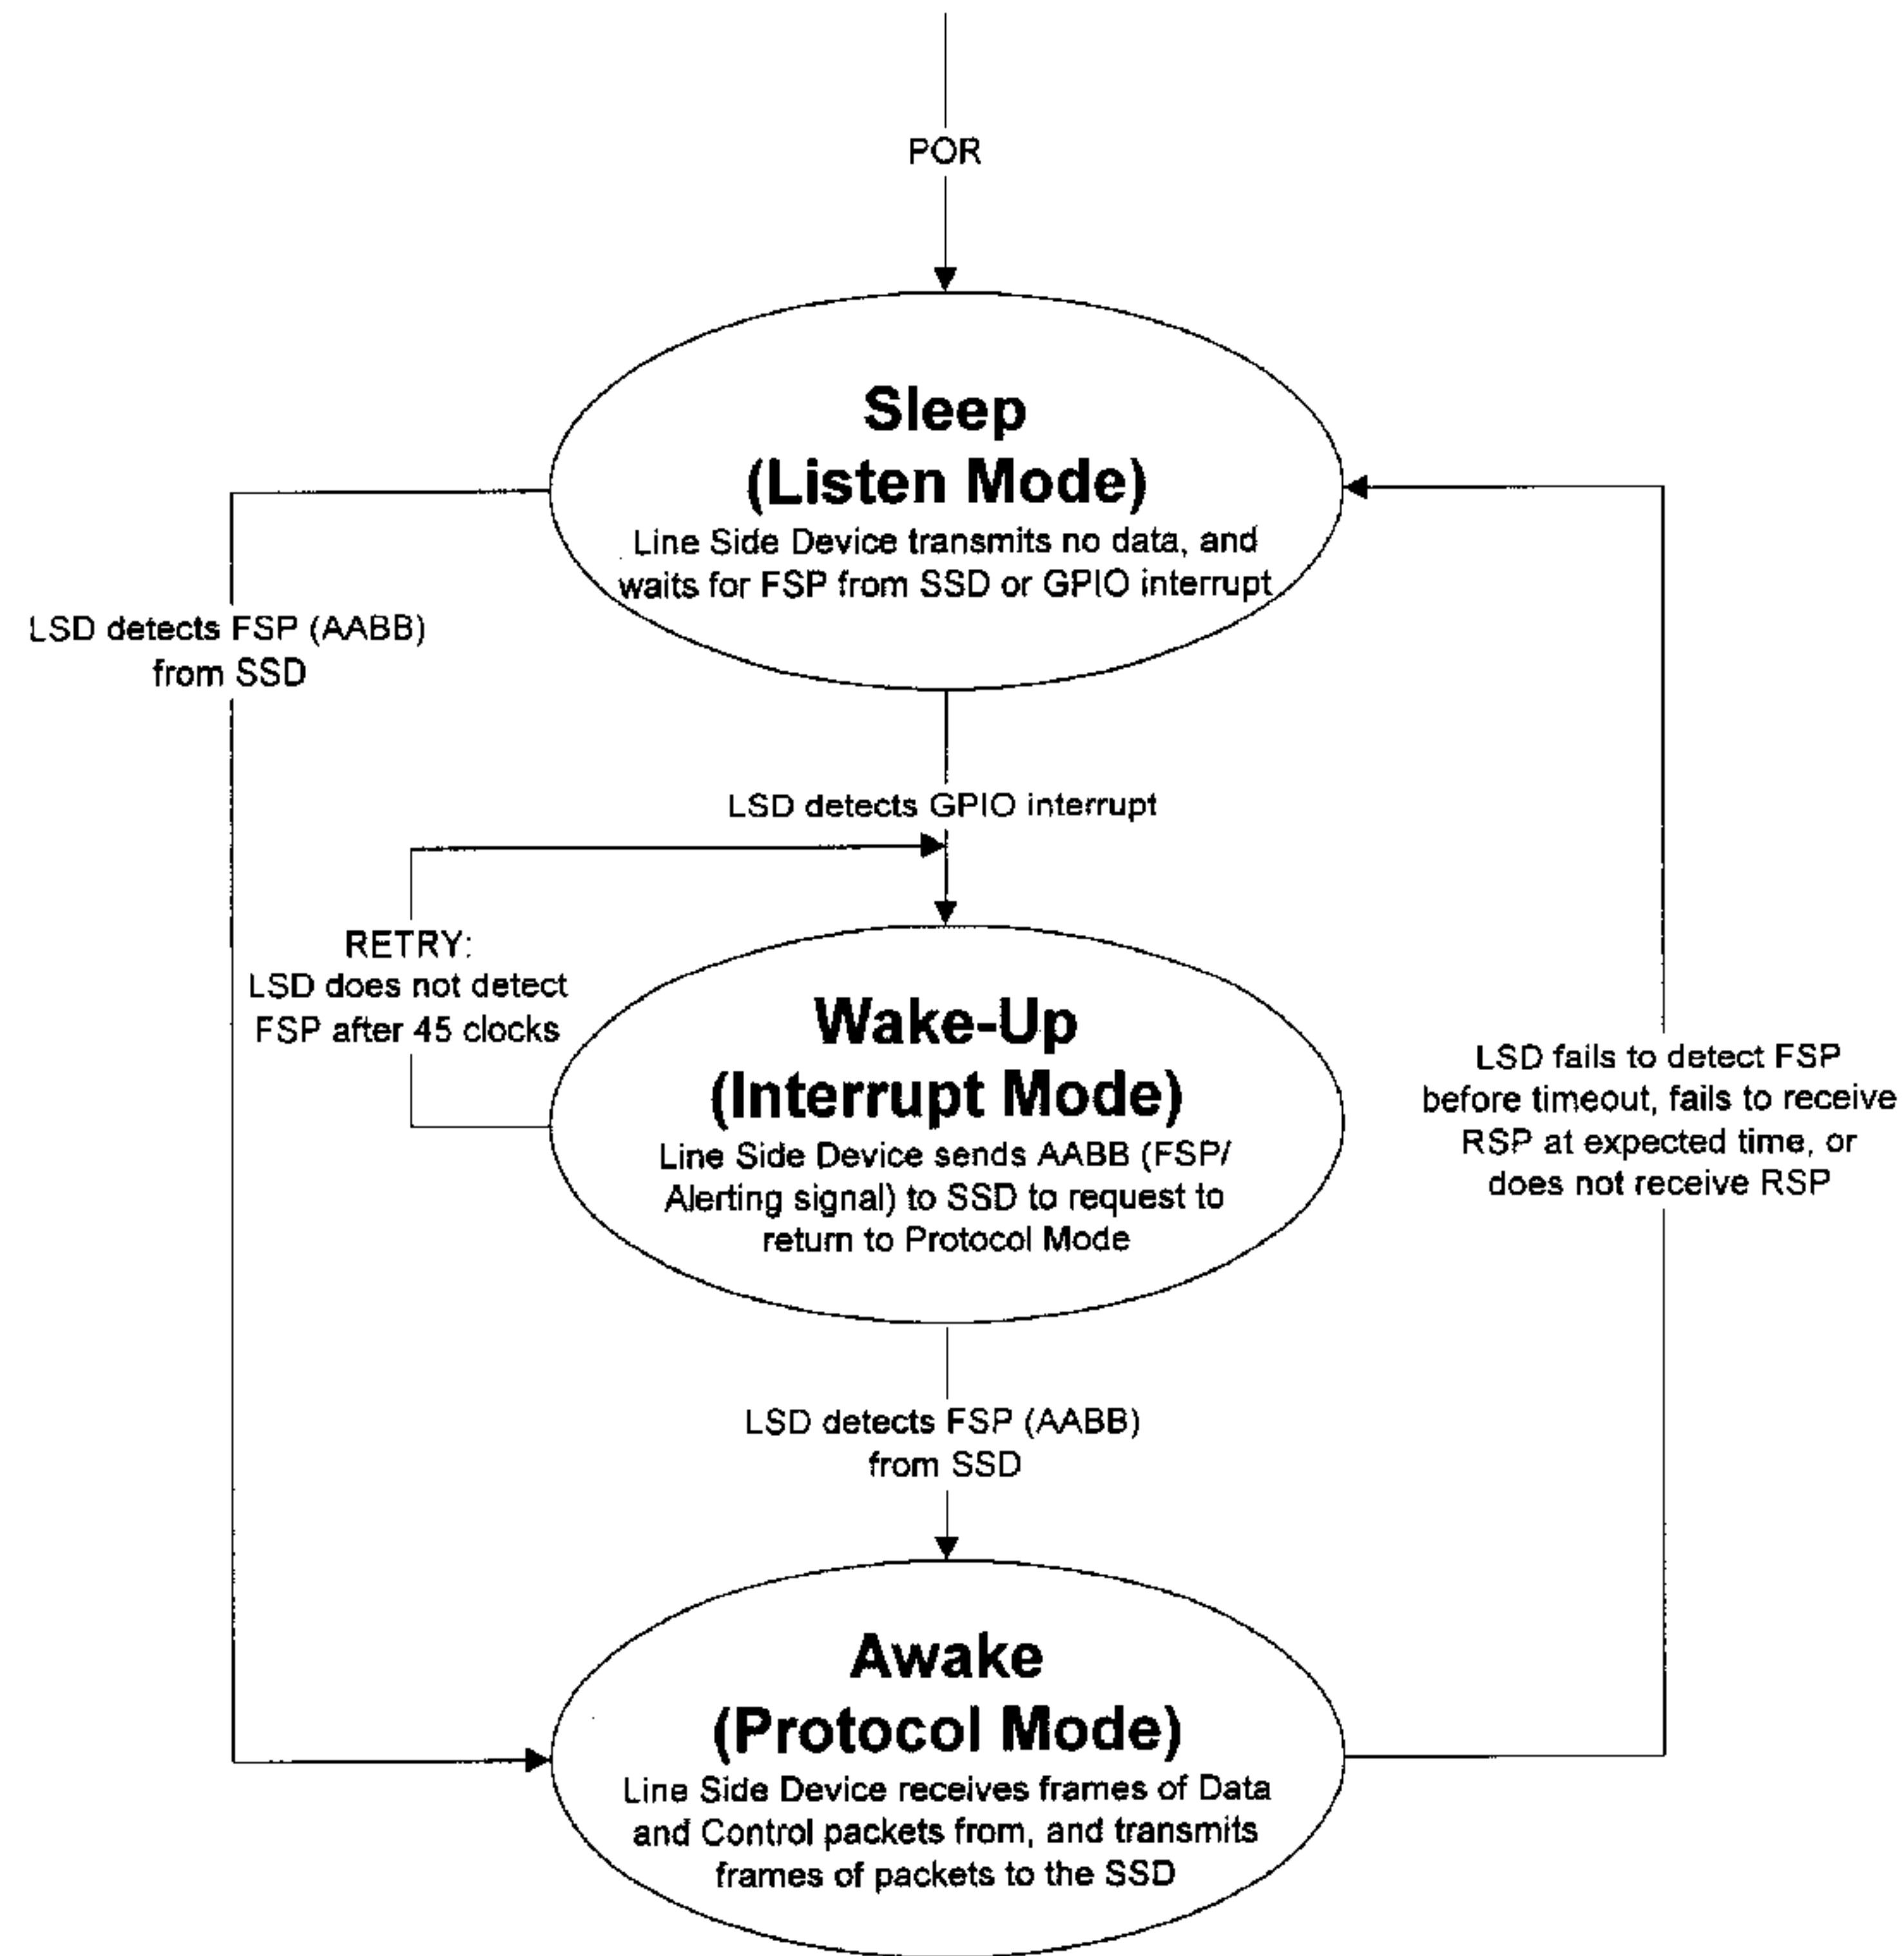 POR
Sleep
(Listen Mode)
Line Side Device transmits no data, and
waits for FSP from SSD or GPIO interrupt
LSD detects FSP (AABB)
from SSD
LSD detects GPIO interrupt
RETRY:
LSD does not detect
FSP after 45 clocks
Wake-Up
(Interrupt Mode)
Line Side Device sends AABB (FSP/
Alerting signal) to SSD to request to
return to Protocol Mode
LSD fails to detect FSP
before timeout, fails to receive
RSP at expected time, or
does not receive RSP
LSD detects FSP (AABB)
from SSD
Awake
(Protocol Mode)
Line Side Device receives frames of Data
and Control packets from, and transmits
frames of packets to the SSD